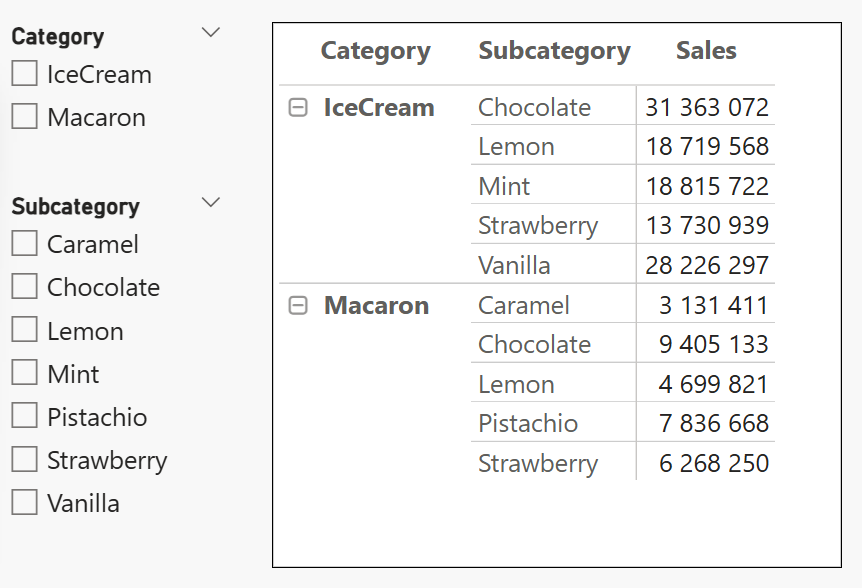 Category
IceCream
Macaron
Subcategory
Caramel
Chocolate
Lemon
Mint
Pistachio
Strawberry
Vanilla
Category Subcategory Sales
IceCream Chocolate 31 363 072
Lemon 18 719 568
Mint 18 815 722
Strawberry 13 730 939
Vanilla 28 226 297
Macaron Caramel 3 131 411
Chocolate 9 405 133
Lemon 4 699 821
Pistachio 7 836 668
Strawberry 6 268 250